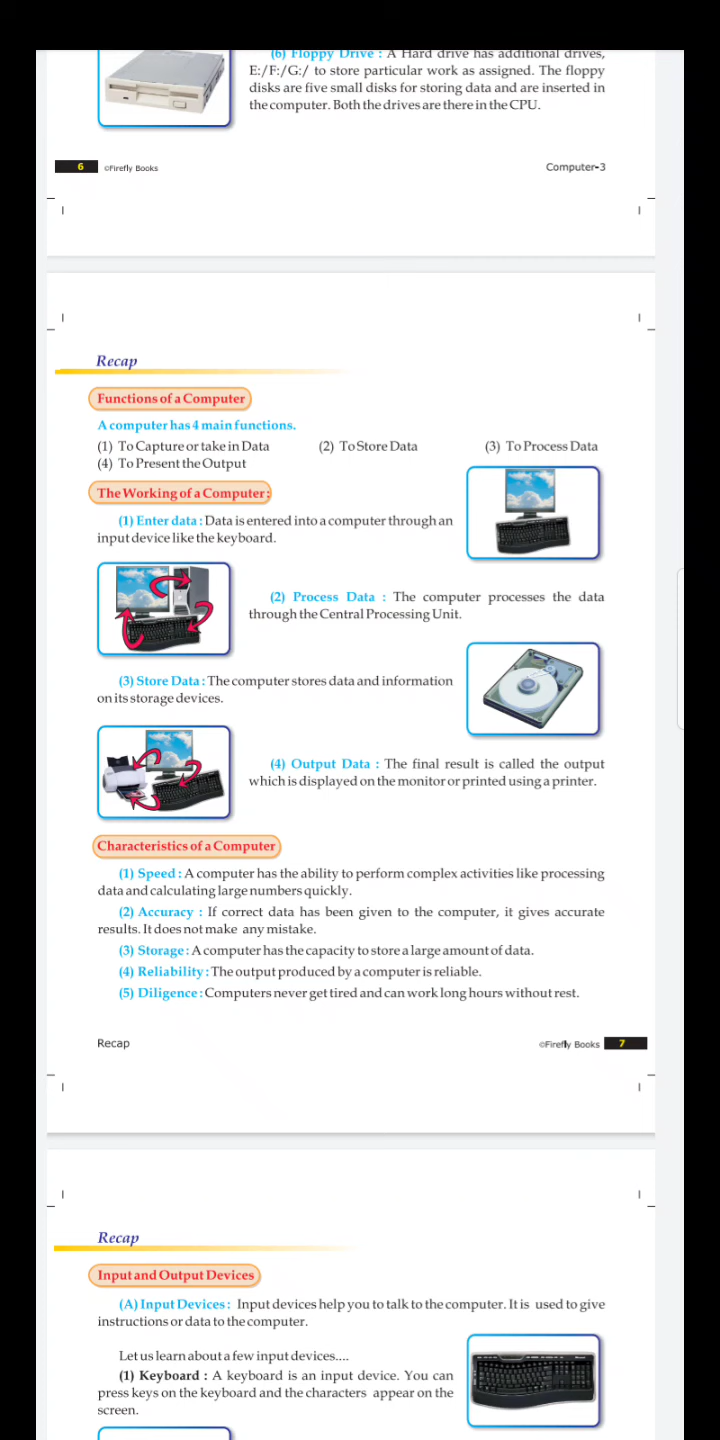 (6) Floppy Drive : A Hard drive has additional drives,
E:/F:/G:/ to store particular work as assigned. The floppy
disks are five small disks for storing data and are inserted in
the computer. Both the drives are there in the CPU.
6 ©Firefly Books Computer-3
Recap
Functions of a Computer
A computer has 4 main functions.
(1) To Capture or take in Data (2) To Store Data (3) To Process Data
(4) To Present the Output
The Working of a Computer:
(1) Enter data : Data is entered into a computer through an
input device like the keyboard.
(2) Process Data : The computer processes the data
through the Central Processing Unit.
(3) Store Data : The computer stores data and information
on its storage devices.
(4) Output Data : The final result is called the output
which is displayed on the monitor or printed using a printer.
Characteristics of a Computer
(1) Speed : A computer has the ability to perform complex activities like processing
data and calculating large numbers quickly.
(2) Accuracy : If correct data has been given to the computer, it gives accurate
results. It does not make any mistake.
(3) Storage : A computer has the capacity to store a large amount of data.
(4) Reliability : The output produced by a computer is reliable.
(5) Diligence : Computers never get tired and can work long hours without rest.
Recap ©Firefly Books 7
Recap
Input and Output Devices
(A) Input Devices : Input devices help you to talk to the computer. It is used to give
instructions or data to the computer.
Let us learn about a few input devices....
(1) Keyboard : A keyboard is an input device. You can
press keys on the keyboard and the characters appear on the
screen.